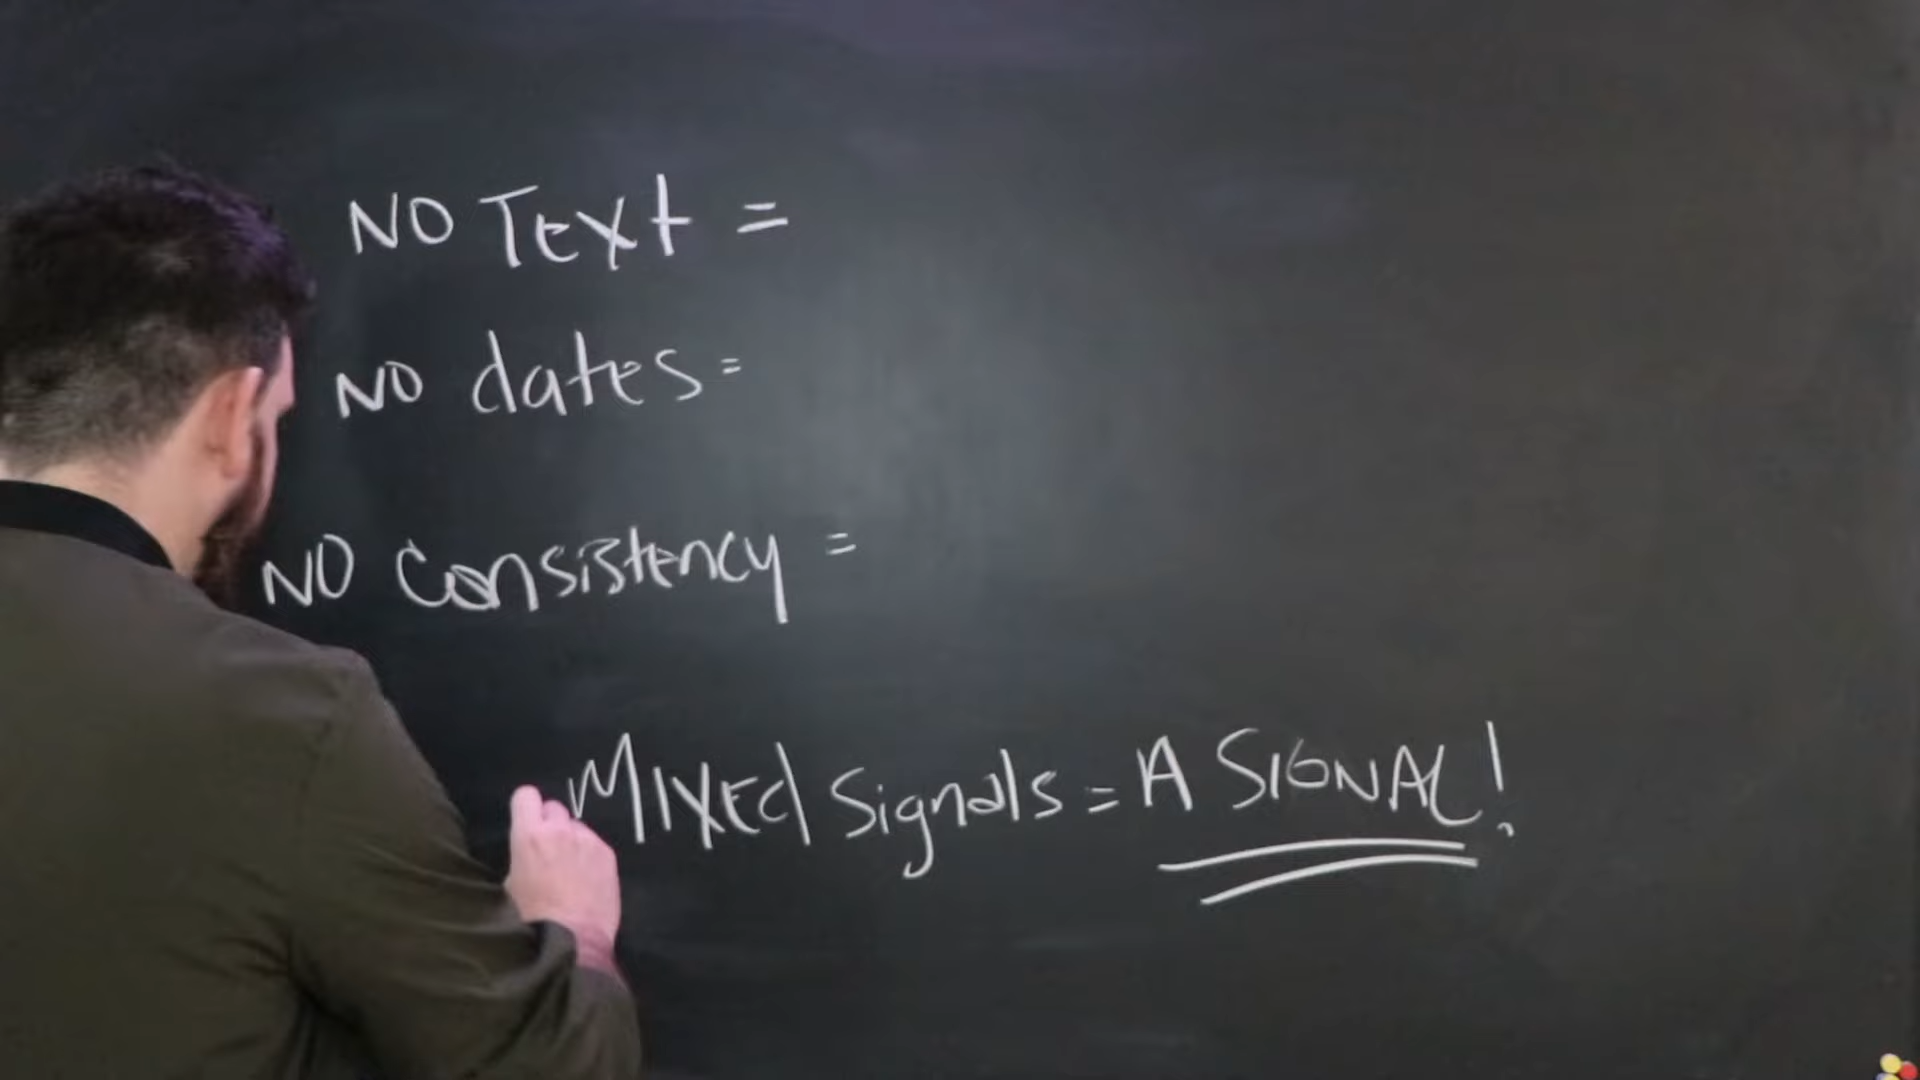 NO Text =
NO dates =
NO Consistency =
Mixed Signals = A SIGNAL!